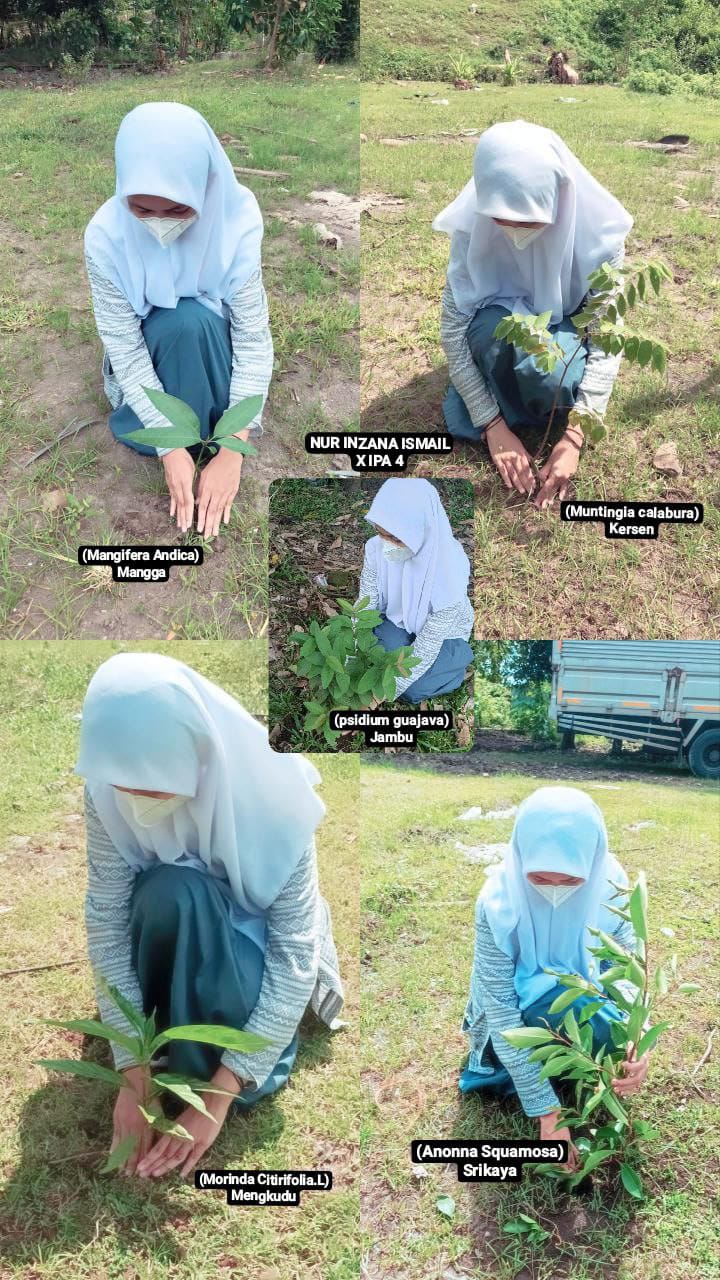 NUR INZANA ISMAIL
X IPA 4
(Mangifera Andica)
Mangga
(Muntingia calabura)
Kersen
(psidium guajava)
Jambu
(Morinda Citirifolia.L)
Mengkudu
(Anonna Squamosa)
Srikaya